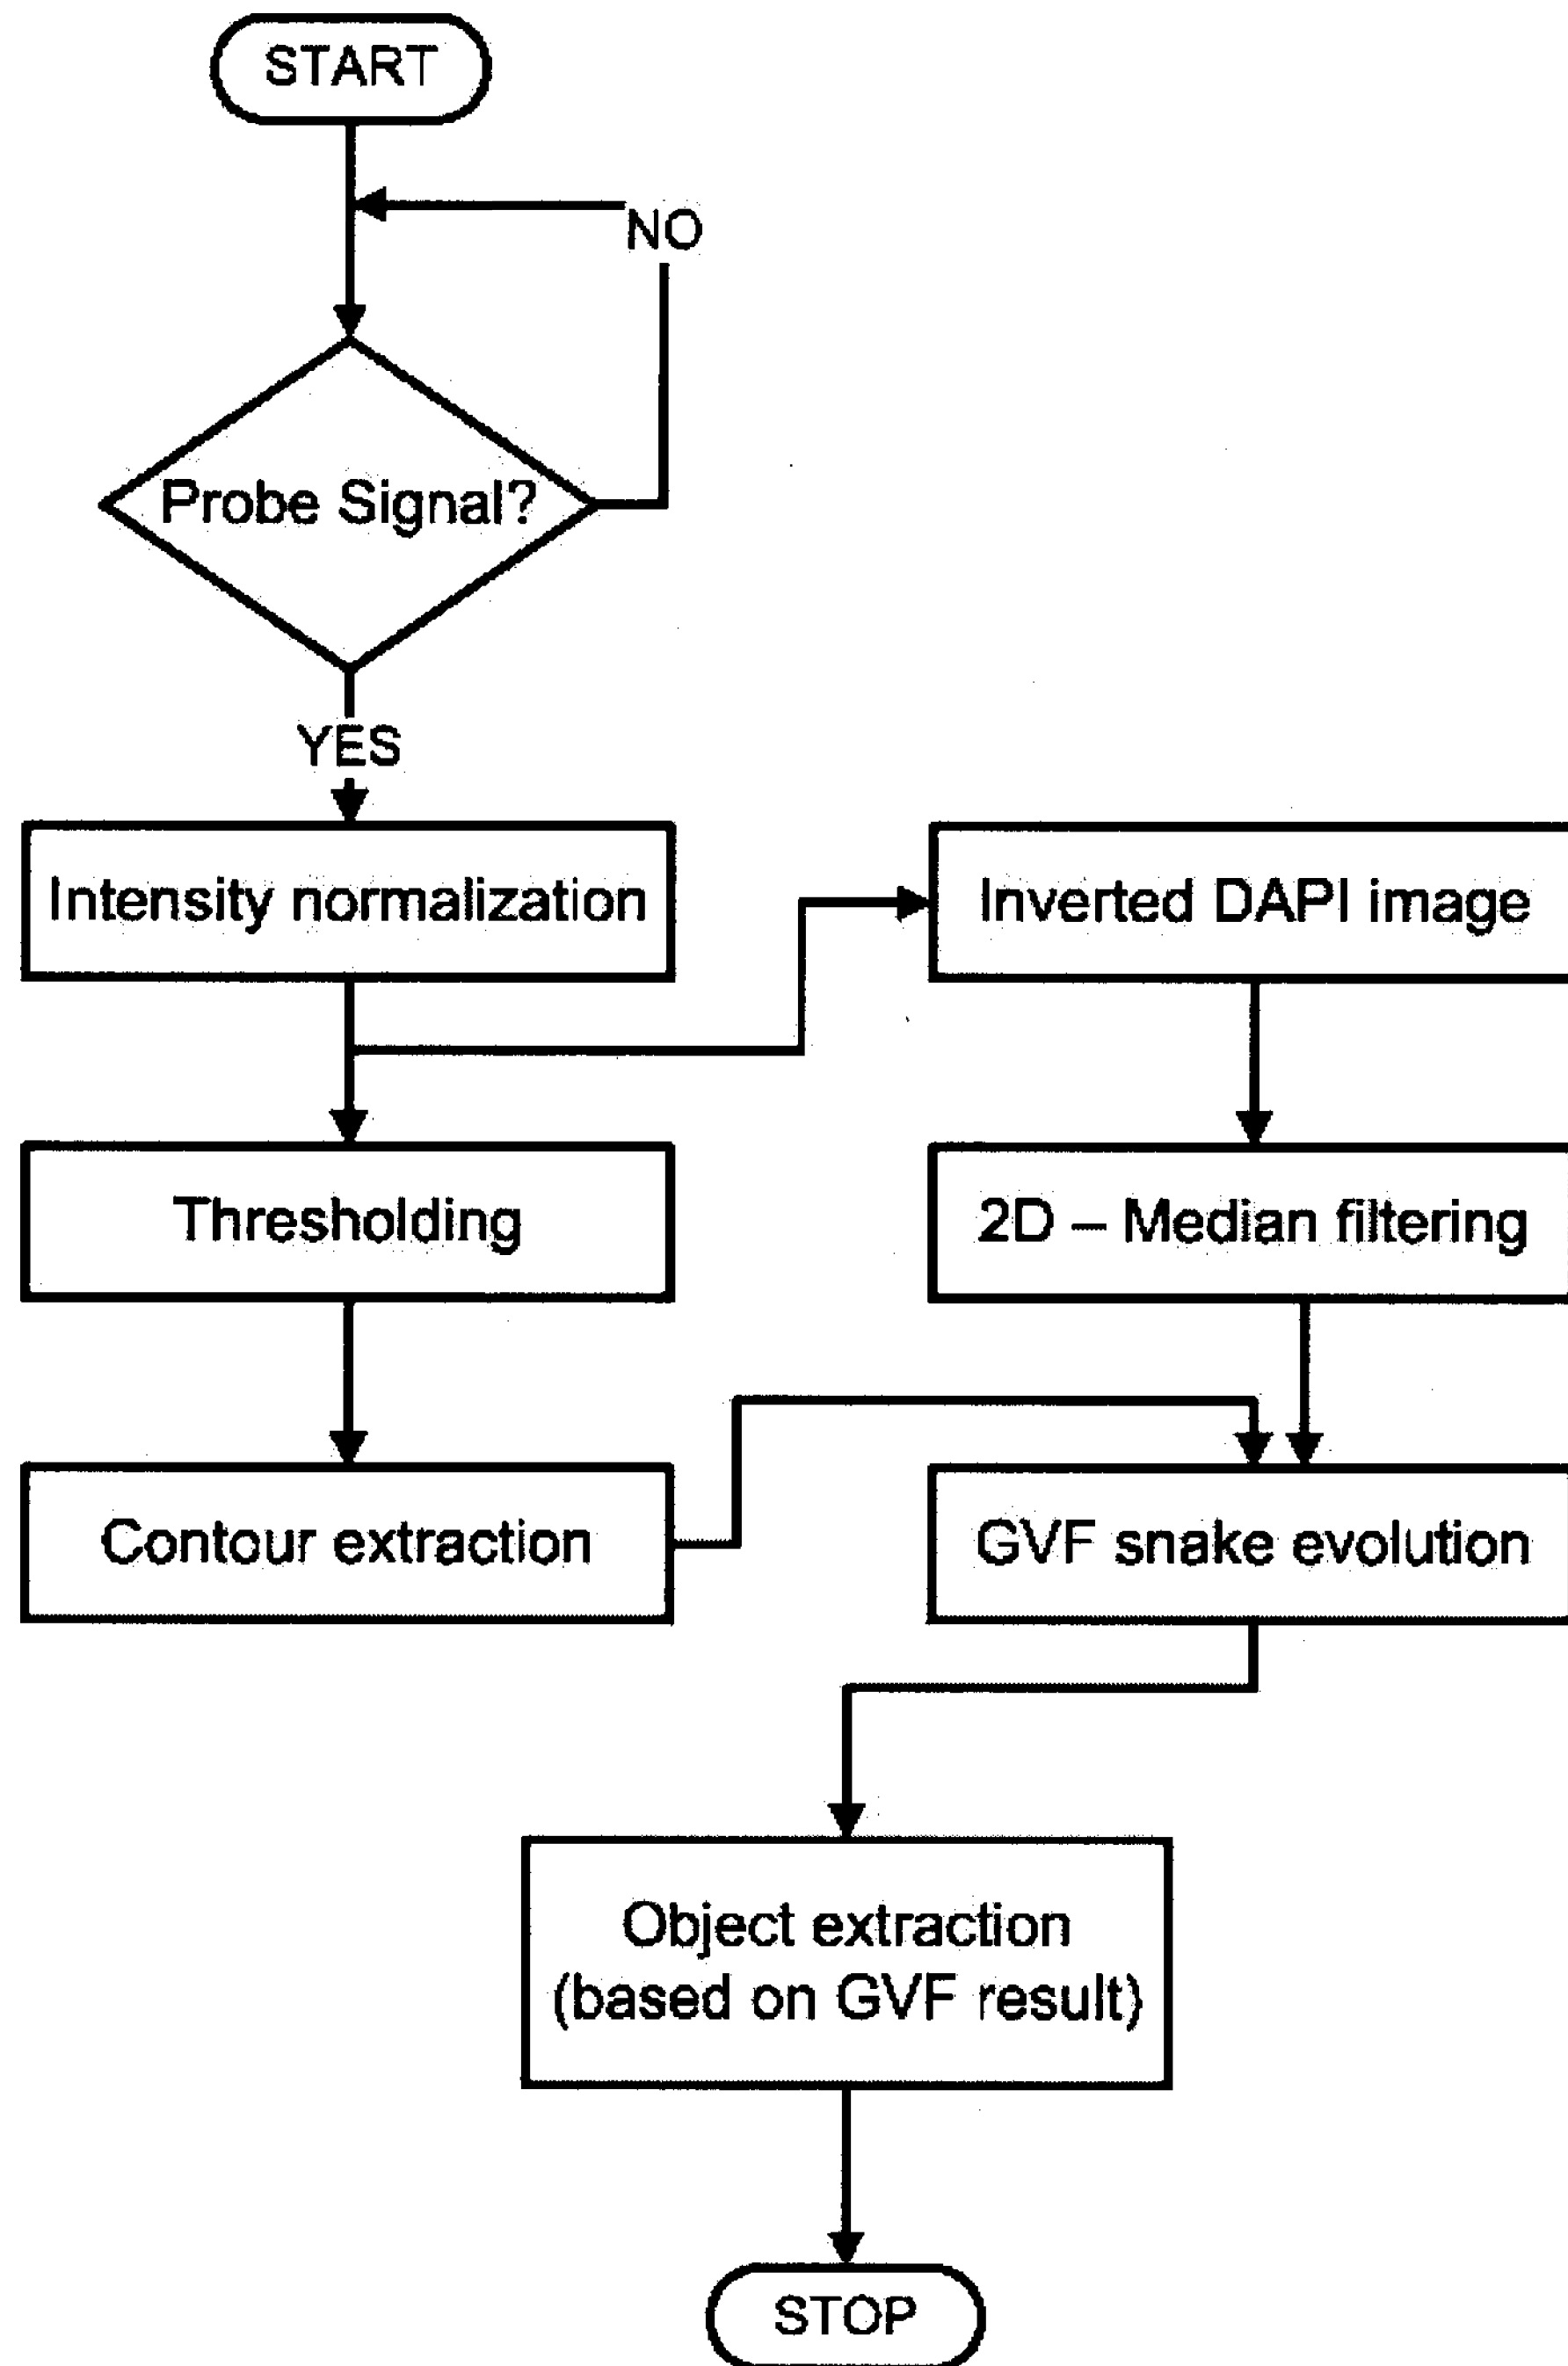 START
NO
Probe Signal?
YES
Intensity normalization
Inverted DAPI image
Thresholding
2D – Median filtering
Contour extraction
GVF snake evolution
Object extraction
(based on GVF result)
STOP